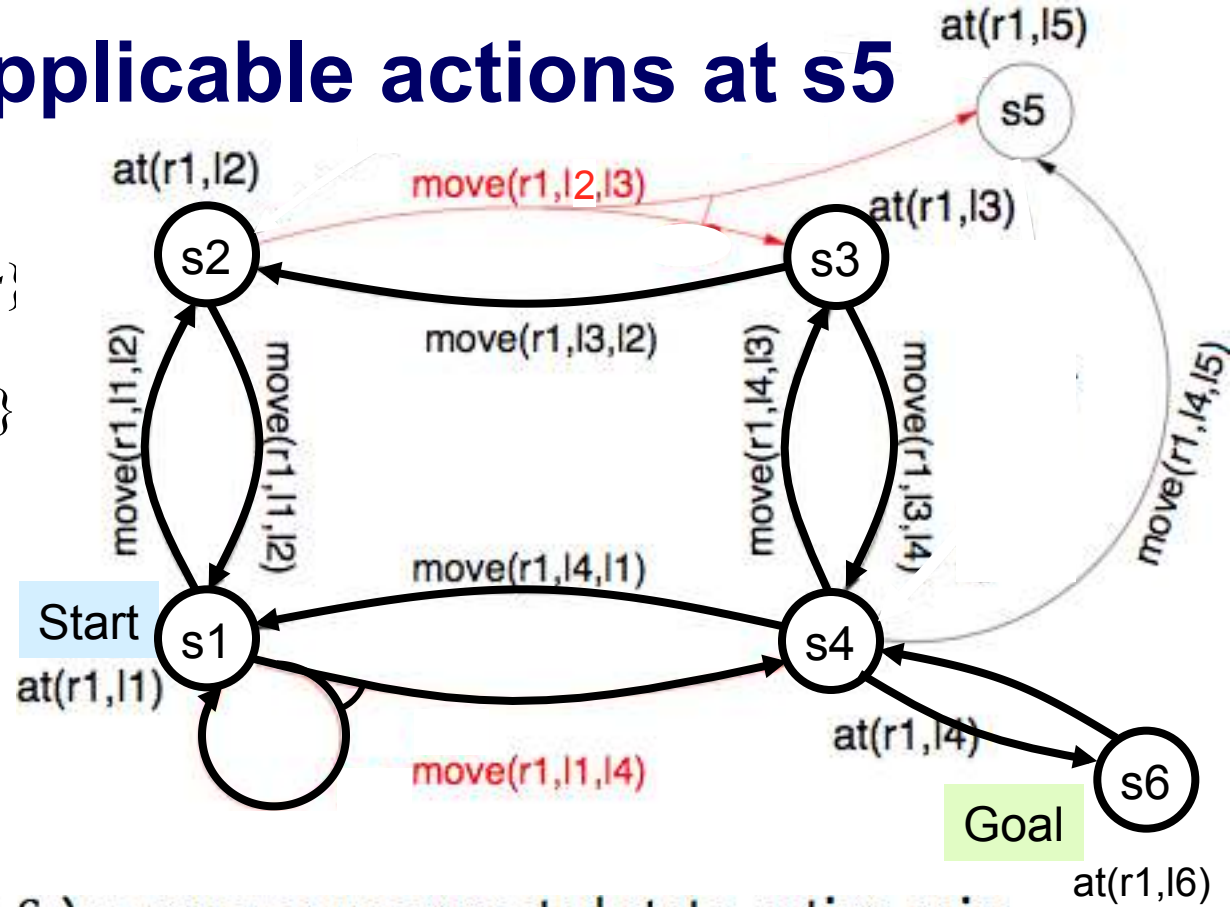 pplicable actions at s5
at(r1,l5)
s5
at(r1,l2)
move(r1,l2,l3)
at(r1,l3)
s2
s3
}
move(r1,l3,l2)
}
move(r1,l1,l2)
move(r1,l1,l2)
move(r1,l4,l3)
move(r1,l3,l4)
move(r1,l4,l5)
move(r1,l4,l1)
Start
s1
s4
at(r1,l1)
at(r1,l4)
move(r1,l1,l4)
s6
Goal
at(r1,l6)